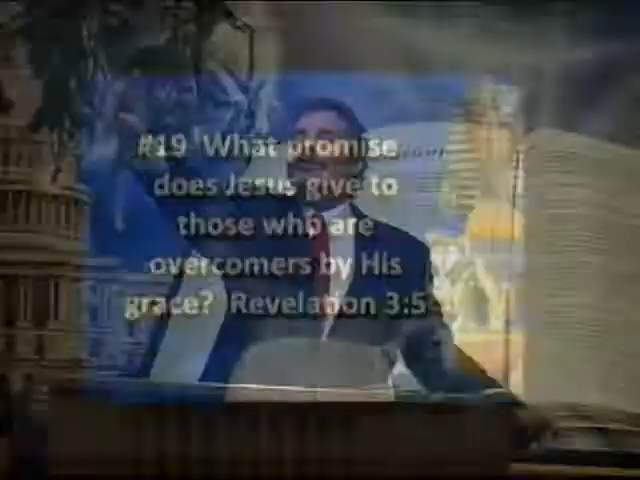 #19 What promise
does Jesus give to
those who are
overcomers by His
grace? Revelation 3:5